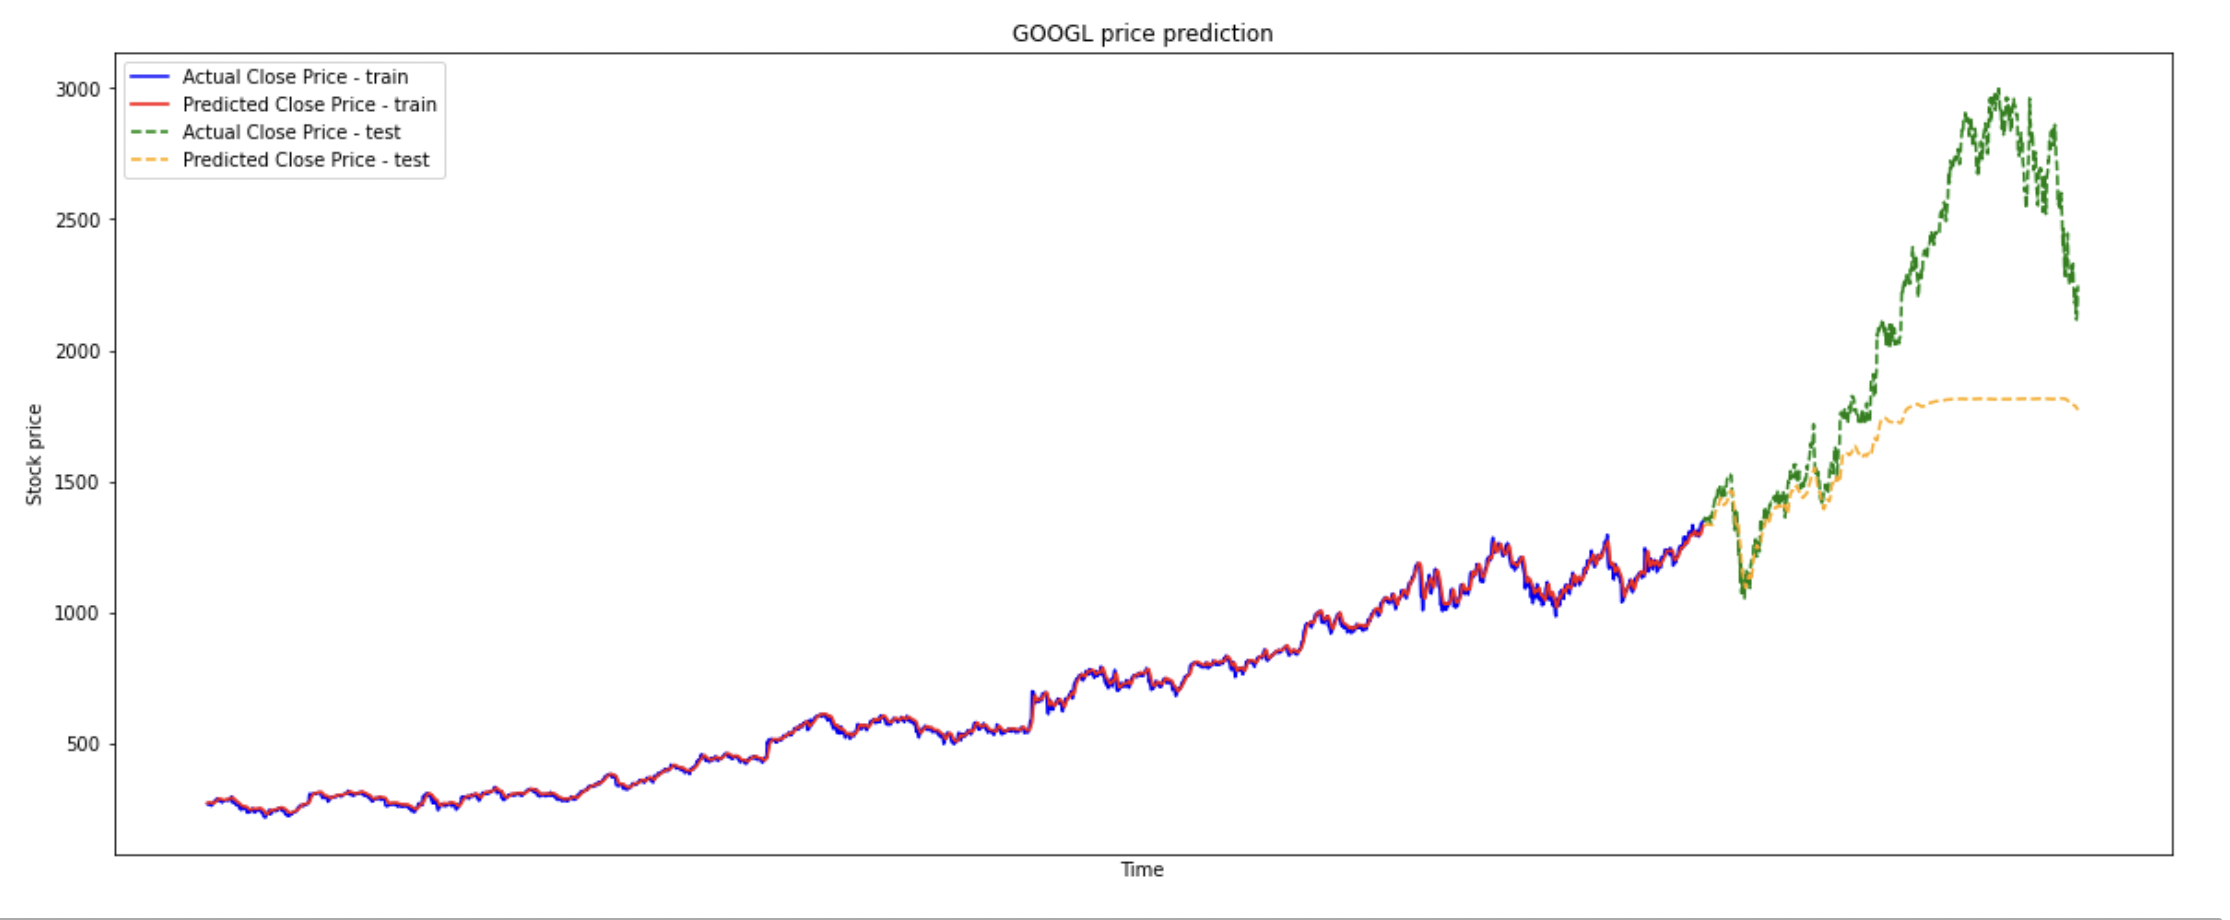 GOOGL price prediction
Actual Close Price - train
Predicted Close Price - train
Actual Close Price - test
Predicted Close Price - test
3000
2500
2000
1500
1000
500
Stock price
Time